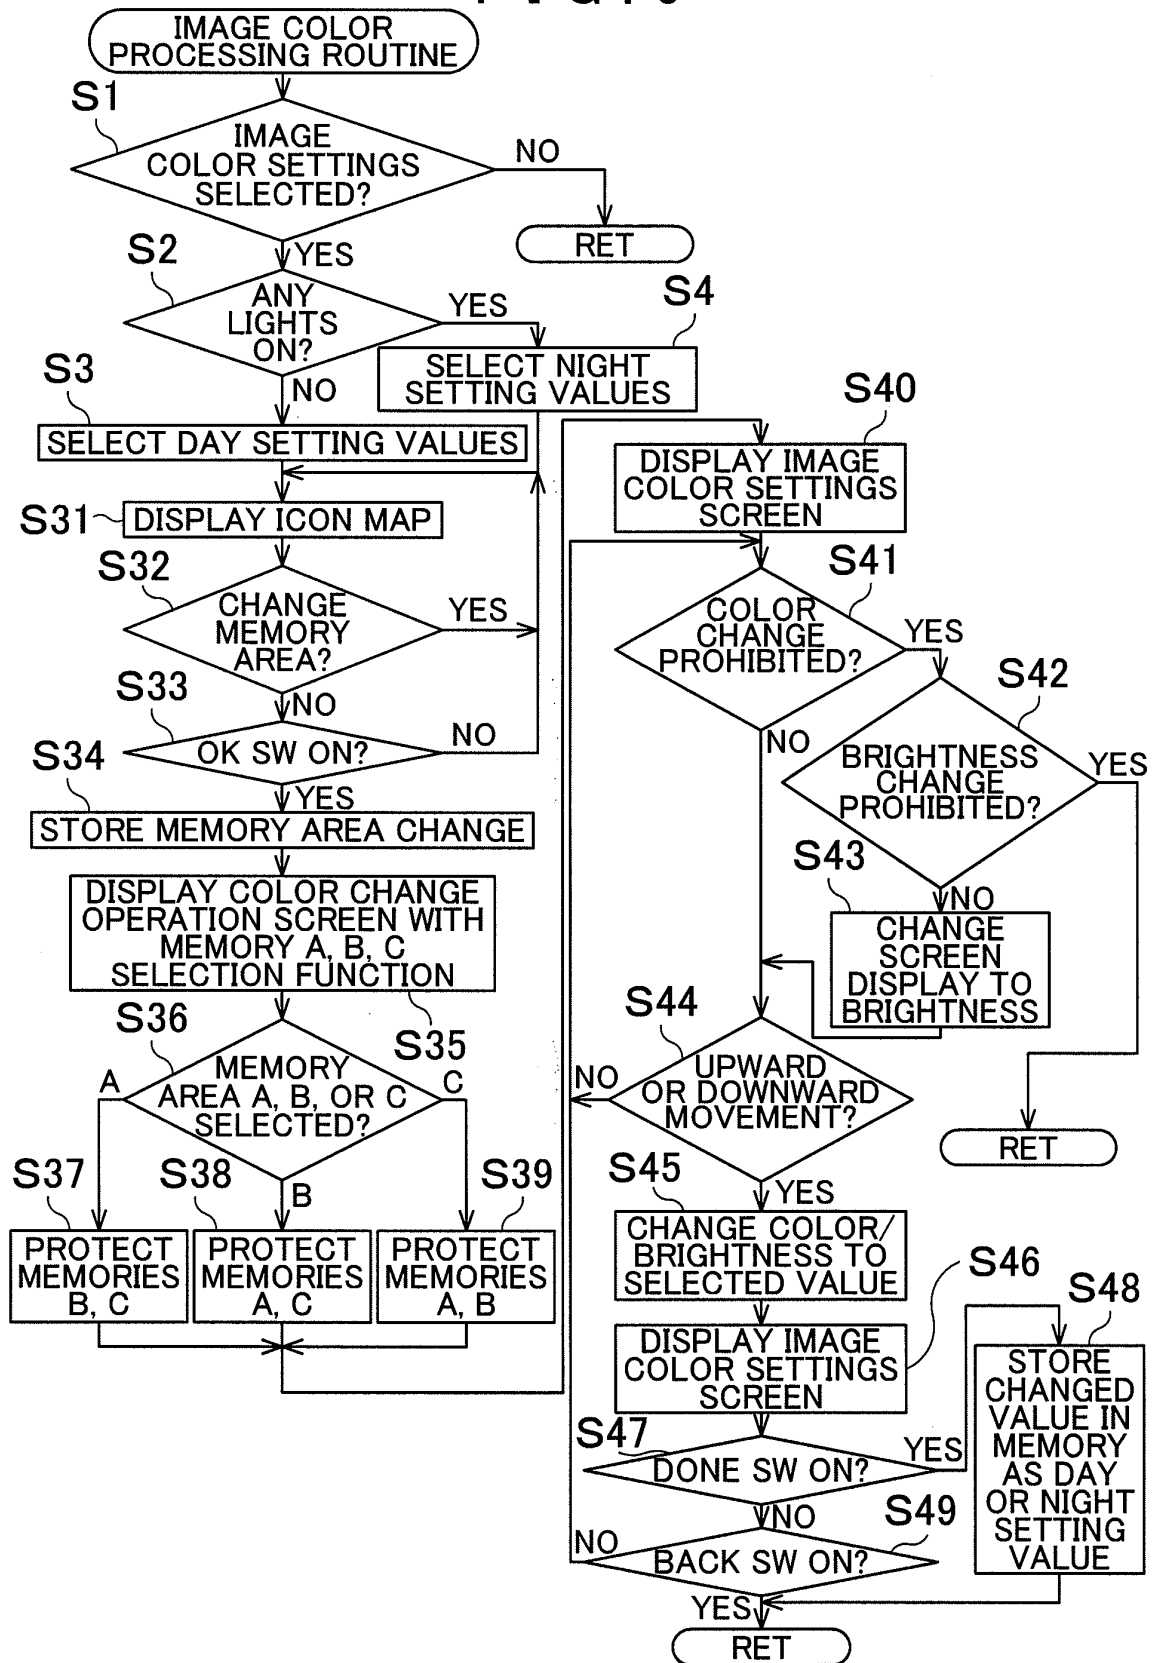 IMAGE COLOR
PROCESSING ROUTINE
S1
IMAGE
COLOR SETTINGS
SELECTED?
NO
RET
YES
S2
ANY
LIGHTS
ON?
YES
S4
SELECT NIGHT
SETTING VALUES
NO
S3
SELECT DAY SETTING VALUES
S31
DISPLAY ICON MAP
S32
CHANGE
MEMORY
AREA?
YES
NO
S33
OK SW ON?
NO
YES
S34
STORE MEMORY AREA CHANGE
DISPLAY COLOR CHANGE
OPERATION SCREEN WITH
MEMORY A, B, C
SELECTION FUNCTION
S35
S36
MEMORY
AREA A, B, OR C
SELECTED?
A
C
B
S37
PROTECT
MEMORIES
B, C
S38
PROTECT
MEMORIES
A, C
S39
PROTECT
MEMORIES
A, B
S40
DISPLAY IMAGE
COLOR SETTINGS
SCREEN
S41
COLOR
CHANGE
PROHIBITED?
YES
NO
S42
BRIGHTNESS
CHANGE
PROHIBITED?
YES
NO
S43
CHANGE
SCREEN
DISPLAY TO
BRIGHTNESS
RET
S44
UPWARD
OR DOWNWARD
MOVEMENT?
NO
YES
S45
CHANGE COLOR/
BRIGHTNESS TO
SELECTED VALUE
S46
DISPLAY IMAGE
COLOR SETTINGS
SCREEN
S47
DONE SW ON?
YES
NO
S48
STORE
CHANGED
VALUE IN
MEMORY
AS DAY
OR NIGHT
SETTING
VALUE
S49
BACK SW ON?
NO
YES
RET